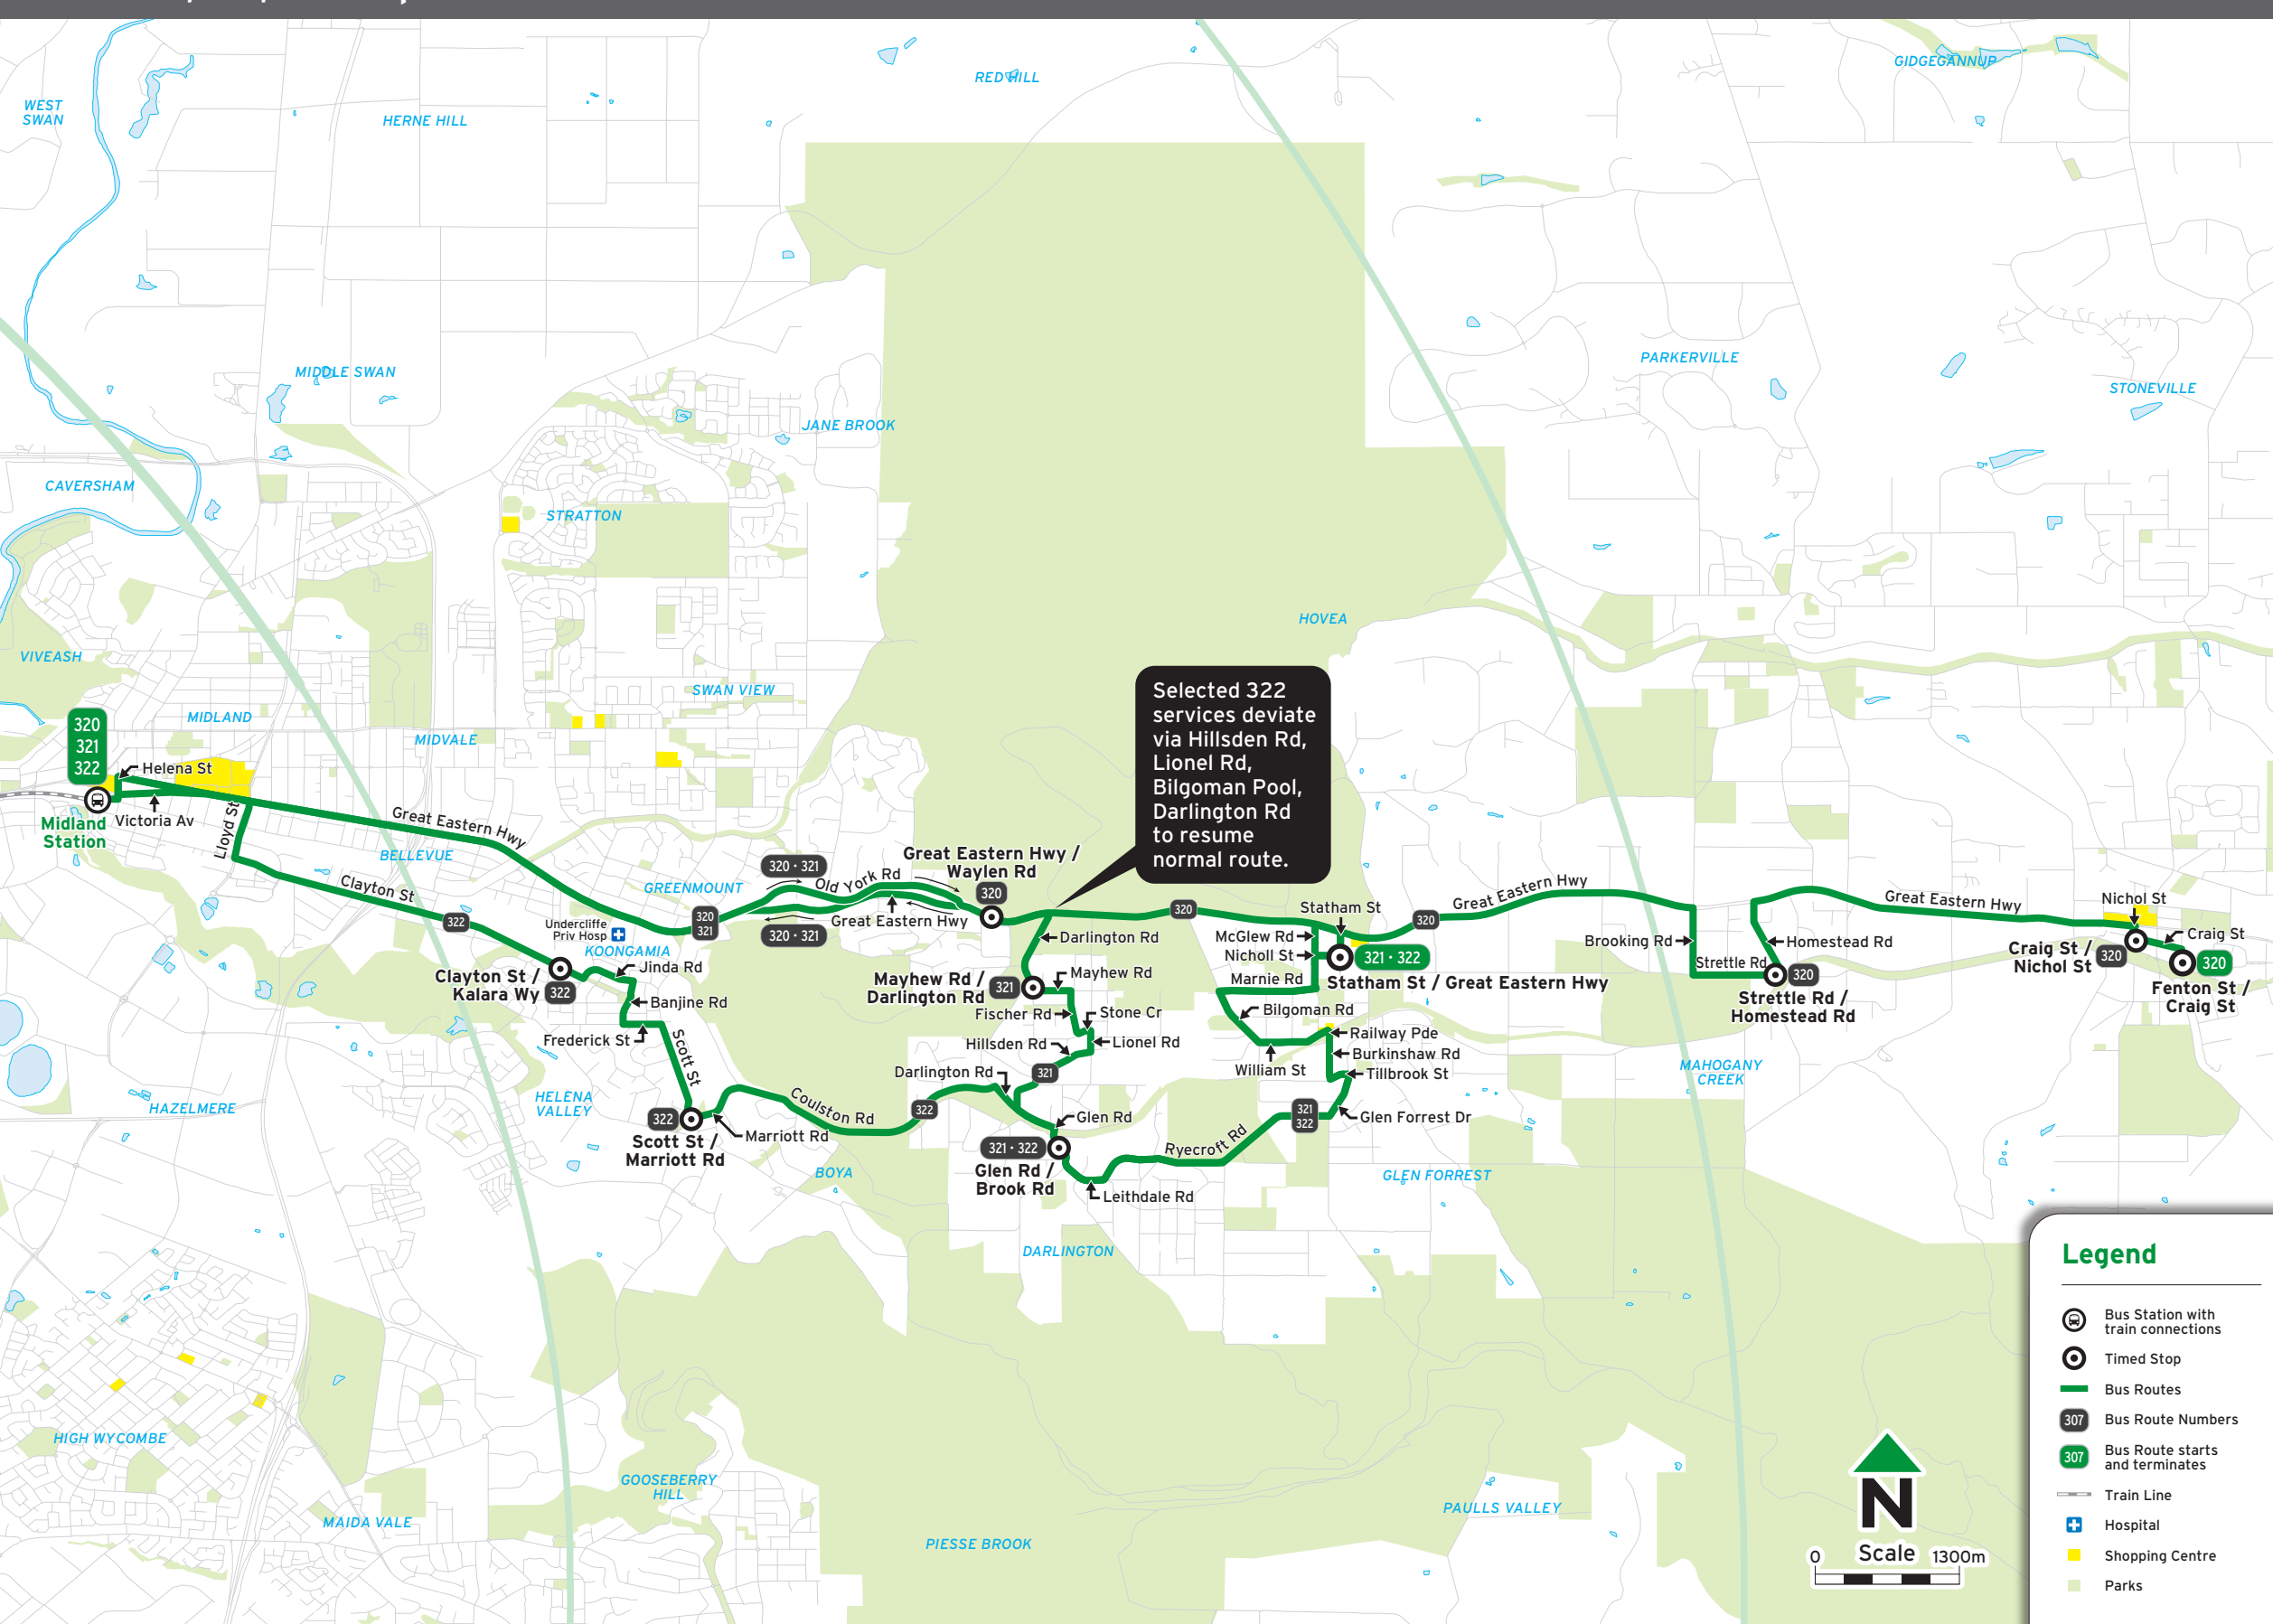 RED HILL
GIDGEGANNUP
WEST
SWAN
HERNE HILL
MIDDLE SWAN
PARKERVILLE
STONEVILLE
JANE BROOK
CAVERSHAM
STRATTON
HOVEA
VIVEASH
SWAN VIEW
MIDLAND
MIDVALE
Selected 322
services deviate
via Hillsden Rd,
Lionel Rd,
Bilgoman Pool,
Darlington Rd
to resume
normal route.
320
321
322
Helena St
Midland
Station
Victoria Av
Lloyd St
Great Eastern Hwy
BELLEVUE
Clayton St
322
GREENMOUNT
320 • 321
Old York Rd
Great Eastern Hwy /
Waylen Rd
320
320
321
Great Eastern Hwy
320 • 321
Undercliffe
Priv Hosp
KOONGAMIA
Clayton St /
Kalara Wy
322
Jinda Rd
Banjine Rd
Frederick St
Scott St
HELENA
VALLEY
HAZELMERE
322
Scott St /
Marriott Rd
Marriott Rd
Coulston Rd
322
BOYA
Darlington Rd
Mayhew Rd /
Darlington Rd
321
Mayhew Rd
Fischer Rd
Stone Cr
Hillsden Rd
Lionel Rd
321
Darlington Rd
Glen Rd
321 • 322
Glen Rd /
Brook Rd
Leithdale Rd
Ryecroft Rd
DARLINGTON
320
Statham St
McGlew Rd
Nicholl St
321 • 322
Marnie Rd
Statham St / Great Eastern Hwy
Bilgoman Rd
Railway Pde
Burkinshaw Rd
William St
Tillbrook St
321
322
Glen Forrest Dr
GLEN FORREST
320
Great Eastern Hwy
Brooking Rd
Homestead Rd
Strettle Rd
320
Strettle Rd /
Homestead Rd
MAHOGANY
CREEK
Great Eastern Hwy
Nichol St
Craig St
Craig St /
Nichol St
320
320
Fenton St /
Craig St
HIGH WYCOMBE
MAIDA VALE
GOOSEBERRY
HILL
PIESSE BROOK
PAULLS VALLEY
N
0 Scale 1300m
Legend
Bus Station with
train connections
Timed Stop
Bus Routes
307 Bus Route Numbers
307 Bus Route starts
and terminates
Train Line
Hospital
Shopping Centre
Parks